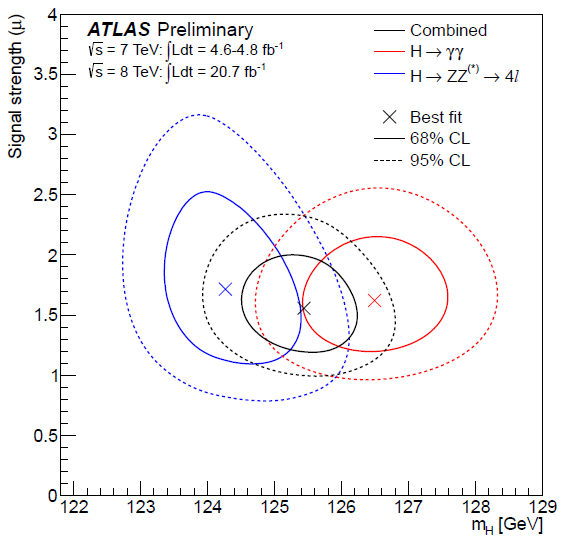 Signal strength (μ)
4
3.5
3
2.5
2
1.5
1
0.5
0
ATLAS Preliminary
√s = 7 TeV: ∫Ldt = 4.6-4.8 fb⁻¹
√s = 8 TeV: ∫Ldt = 20.7 fb⁻¹
Combined
H → γγ
H → ZZ⁽*⁾ → 4l
Best fit
68% CL
95% CL
122 123 124 125 126 127 128 129
m_H [GeV]